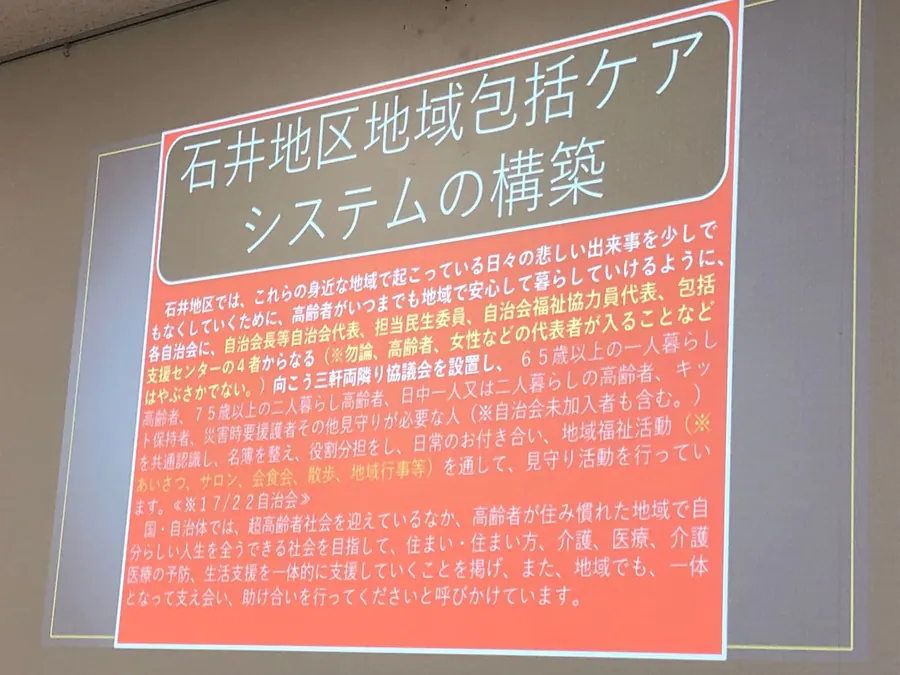 石井地区地域包括ケア
システムの構築
石井地区では、これらの身近な地域で起こっている日々の悲しい出来事を少しで
もなくしていくために、高齢者がいつまでも地域で安心して暮らしていけるように、
各自治会に、自治会長等自治会代表、担当民生委員、自治会福祉協力員代表、包括
支援センターの４者からなる（※勿論、高齢者、女性などの代表者が入ることなど
はやぶさかでない。）向こう三軒両隣り協議会を設置し、６５歳以上の一人暮らし
高齢者、７５歳以上の二人暮らし高齢者、日中一人又は二人暮らしの高齢者、キッ
ト保持者、災害時要援護者その他見守りが必要な人（※自治会未加入者も含む。）
を共通認識し、名簿を整え、役割分担をし、日常のお付き合い、地域福祉活動（※
あいさつ、サロン、会食会、散歩、地域行事等）を通して、見守り活動を行ってい
ます。≪※１７/２２自治会≫
国・自治体では、超高齢者社会を迎えているなか、高齢者が住み慣れた地域で自
分らしい人生を全うできる社会を目指して、住まい・住まい方、介護、医療、介護
医療の予防、生活支援を一体的に支援していくことを掲げ、また、地域でも、一体
となって支え合い、助け合いを行ってくださいと呼びかけています。